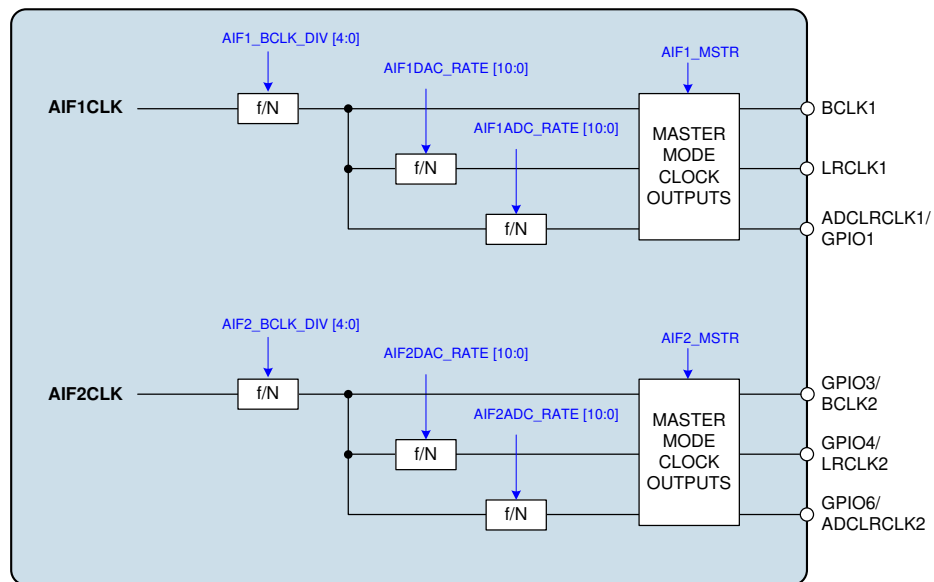 AIF1_BCLK_DIV [4:0]
AIF1DAC_RATE [10:0]
AIF1_MSTR
AIF1CLK
f/N
BCLK1
AIF1ADC_RATE [10:0]
MASTER
MODE
CLOCK
OUTPUTS
f/N
LRCLK1
f/N
ADCLRCLK1/
GPIO1
AIF2_BCLK_DIV [4:0]
AIF2DAC_RATE [10:0]
AIF2_MSTR
AIF2CLK
f/N
GPIO3/
BCLK2
AIF2ADC_RATE [10:0]
MASTER
MODE
CLOCK
OUTPUTS
f/N
GPIO4/
LRCLK2
f/N
GPIO6/
ADCLRCLK2